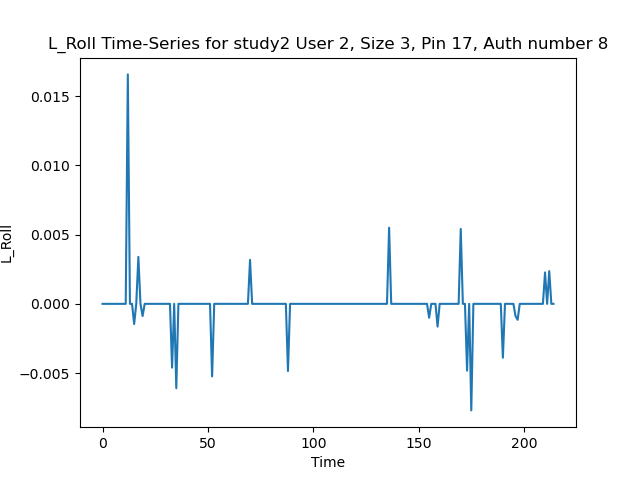 L_Roll Time-Series for study2 User 2, Size 3, Pin 17, Auth number 8
0.015
0.010
0.005
0.000
−0.005
L_Roll
0 50 100 150 200
Time